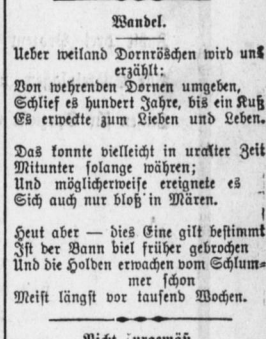 Wandel.
Ueber weiland Dornröschen wird uns
erzählt:
Von wehrenden Dornen umgeben,
Schlief es hundert Jahre, bis ein Kuß
Es erweckte zum Lieben und Leben.
Das konnte vielleicht in uralter Zeit
Mitunter solange währen;
Und möglicherweise ereignete es
Sich auch nur bloß in Mären.
Heut aber — dies Eine gilt bestimmt
Ist der Bann viel früher gebrochen
Und die Holden erwachen vom Schlum-
mer schon
Meist längst vor tausend Wochen.